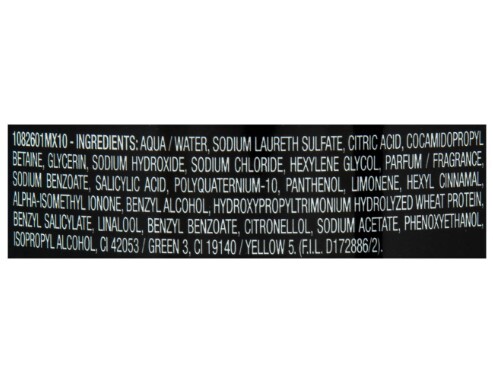 1082601MX10 - INGREDIENTS: AQUA / WATER, SODIUM LAURETH SULFATE, CITRIC ACID, COCAMIDOPROPYL
BETAINE, GLYCERIN, SODIUM HYDROXIDE, SODIUM CHLORIDE, HEXYLENE GLYCOL, PARFUM / FRAGRANCE,
SODIUM BENZOATE, SALICYLIC ACID, POLYQUATERNIUM-10, PANTHENOL, LIMONENE, HEXYL CINNAMAL,
ALPHA-ISOMETHYL IONONE, BENZYL ALCOHOL, HYDROXYPROPYLTRIMONIUM HYDROLYZED WHEAT PROTEIN,
BENZYL SALICYLATE, LINALOOL, BENZYL BENZOATE, CITRONELLOL, SODIUM ACETATE, PHENOXYETHANOL,
ISOPROPYL ALCOHOL, CI 42053 / GREEN 3, CI 19140 / YELLOW 5. (F.I.L. D172886/2).